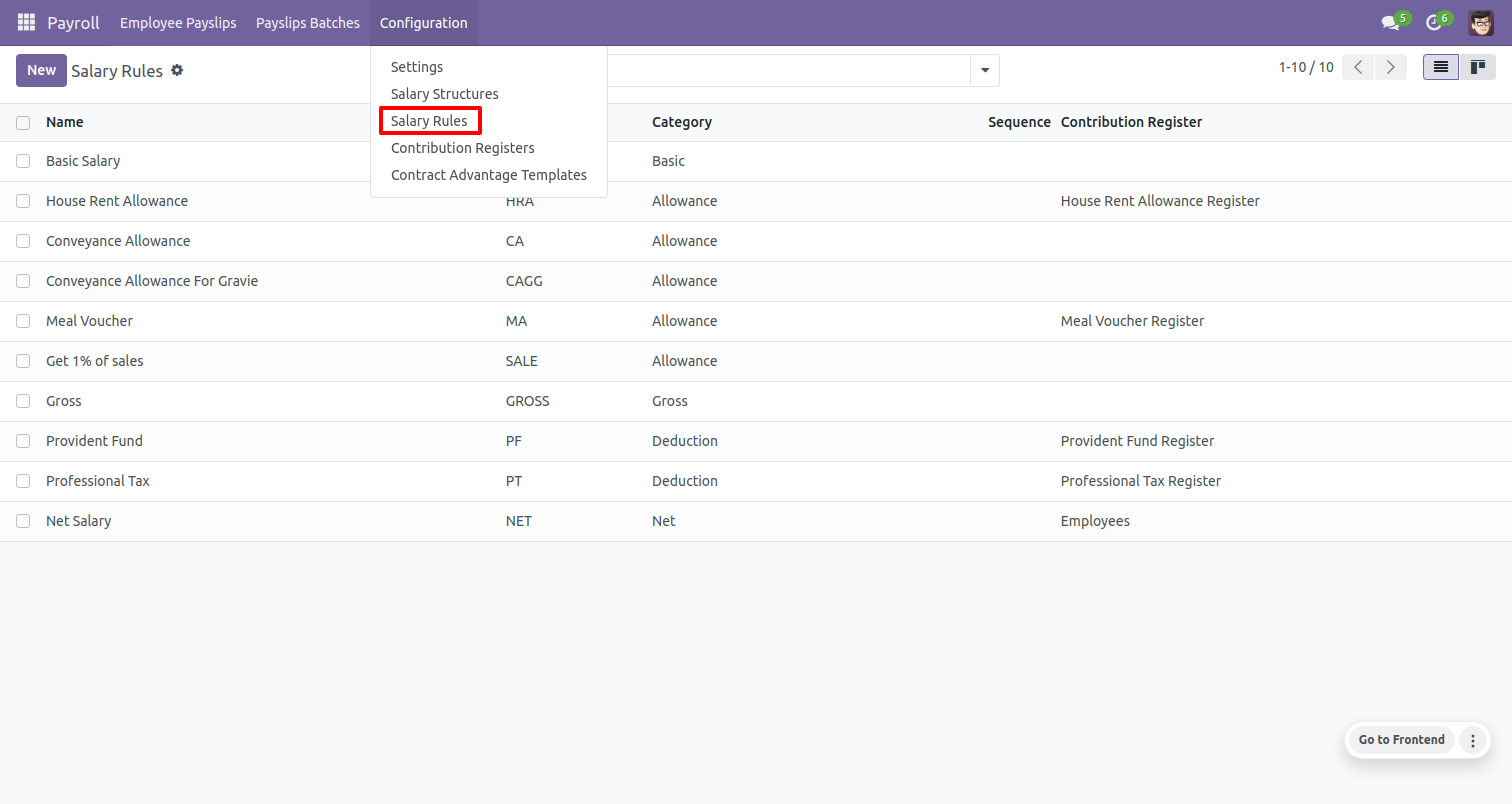 Payroll Employee Payslips Payslips Batches Configuration 5 6
New Salary Rules 1-10 / 10
Settings
Salary Structures
Salary Rules
Contribution Registers
Contract Advantage Templates
Name Category Sequence Contribution Register
Basic Salary Basic
House Rent Allowance HRA Allowance House Rent Allowance Register
Conveyance Allowance CA Allowance
Conveyance Allowance For Gravie CAGG Allowance
Meal Voucher MA Allowance Meal Voucher Register
Get 1% of sales SALE Allowance
Gross GROSS Gross
Provident Fund PF Deduction Provident Fund Register
Professional Tax PT Deduction Professional Tax Register
Net Salary NET Net Employees
Go to Frontend